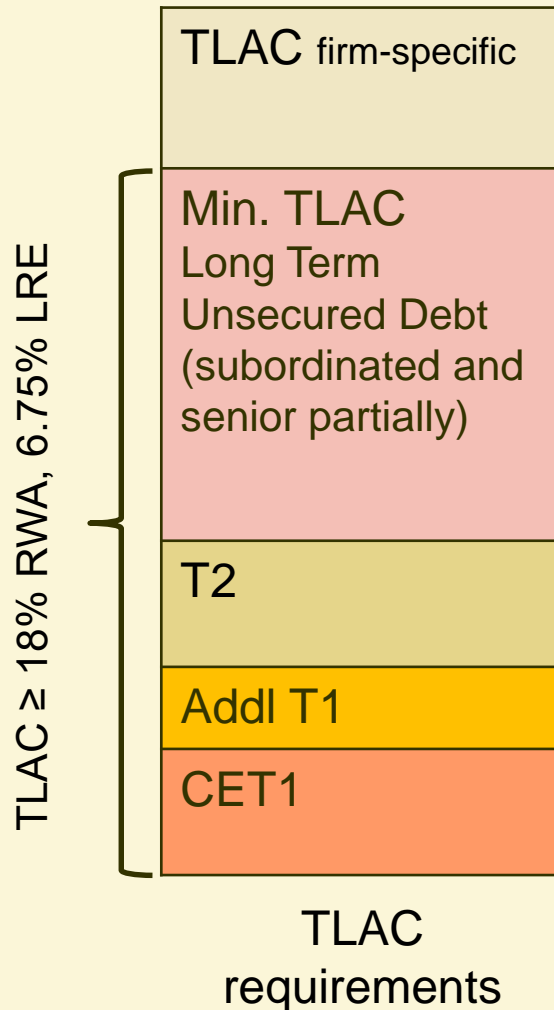 TLAC firm-specific
Min. TLAC
Long Term
Unsecured Debt
(subordinated and
senior partially)
T2
Addl T1
CET1
TLAC ≥ 18% RWA, 6.75% LRE
TLAC
requirements